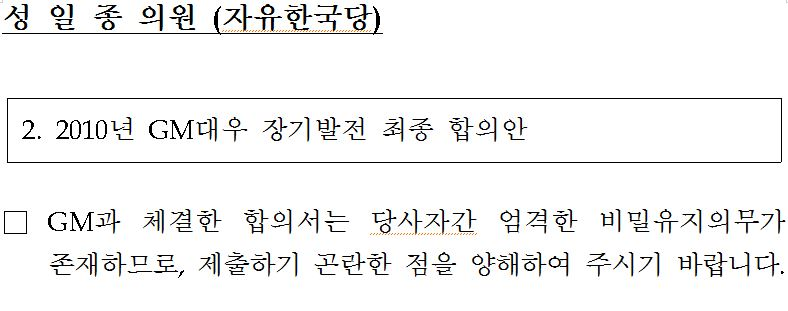 성 일 종 의원 (자유한국당)
2. 2010년 GM대우 장기발전 최종 합의안
□ GM과 체결한 합의서는 당사자간 엄격한 비밀유지의무가
존재하므로, 제출하기 곤란한 점을 양해하여 주시기 바랍니다.